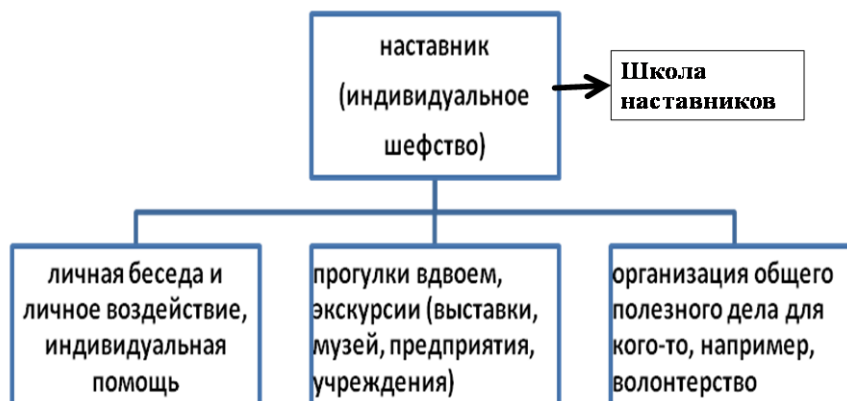 наставник
(индивидуальное
шефство)
Школа
наставников
личная беседа и
личное воздействие,
индивидуальная
помощь
прогулки вдвоем,
экскурсии (выставки,
музей, предприятия,
учреждения)
организация общего
полезного дела для
кого-то, например,
волонтерство